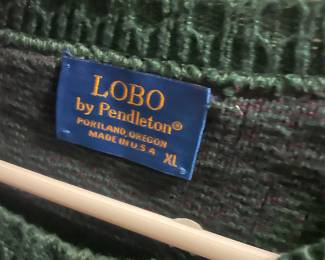 LOBO
by Pendleton®
PORTLAND, OREGON
MADE IN U.S.A XL